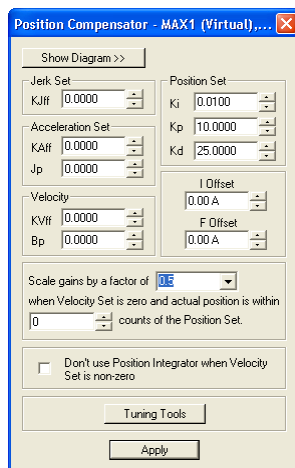 Position Compensator - MAX1 (Virtual),...
Show Diagram >>
Jerk Set
KJff 0.0000
Acceleration Set
KAff 0.0000
Jp 0.0000
Velocity
KVff 0.0000
Bp 0.0000
Position Set
Ki 0.0100
Kp 10.0000
Kd 25.0000
I Offset
0.00 A
F Offset
0.00 A
Scale gains by a factor of 0.5
when Velocity Set is zero and actual position is within
0 counts of the Position Set.
Don't use Position Integrator when Velocity
Set is non-zero
Tuning Tools
Apply